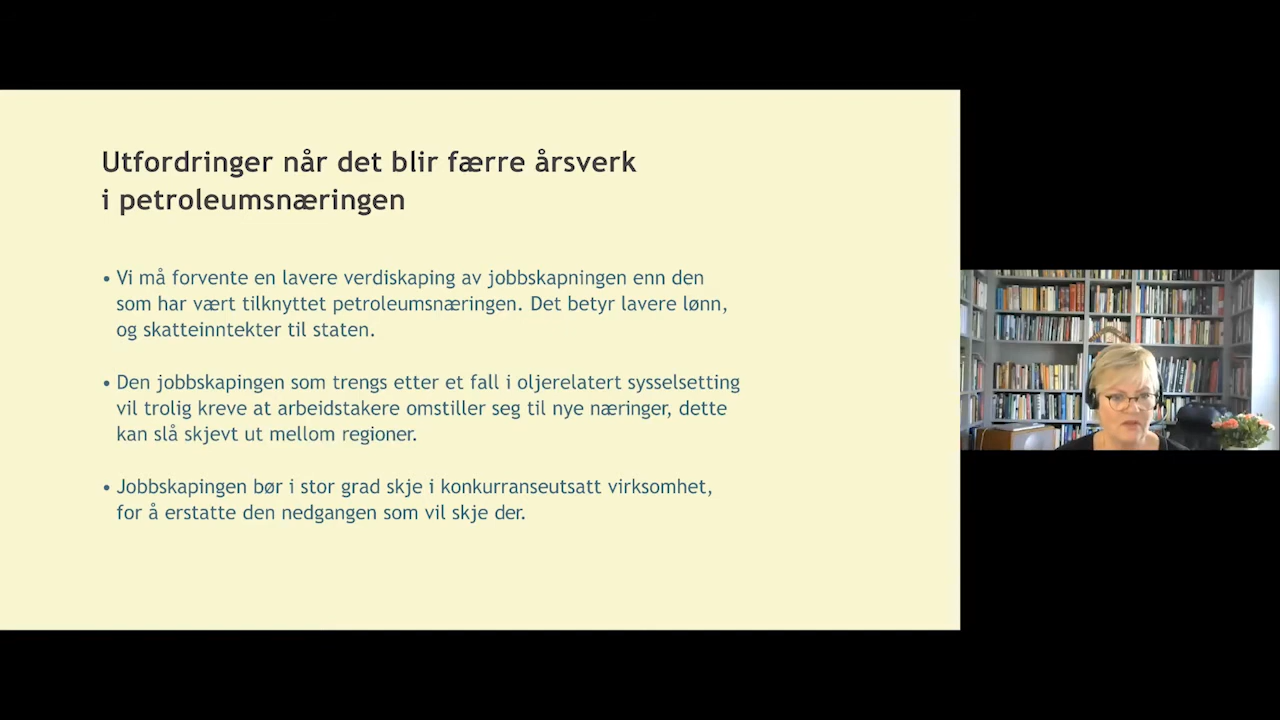 Utfordringer når det blir færre årsverk
i petroleumsnæringen
• Vi må forvente en lavere verdiskaping av jobbskapningen enn den
som har vært tilknyttet petroleumsnæringen. Det betyr lavere lønn,
og skatteinntekter til staten.
• Den jobbskapingen som trengs etter et fall i oljerelatert sysselsetting
vil trolig kreve at arbeidstakere omstiller seg til nye næringer, dette
kan slå skjevt ut mellom regioner.
• Jobbskapingen bør i stor grad skje i konkurranseutsatt virksomhet,
for å erstatte den nedgangen som vil skje der.